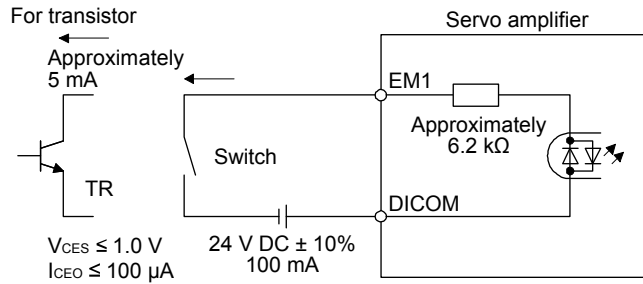 For transistor
Approximately
5 mA
TR
VCES ≤ 1.0 V
ICEO ≤ 100 µA
Switch
24 V DC ± 10%
100 mA
Servo amplifier
EM1
Approximately
6.2 kΩ
DICOM